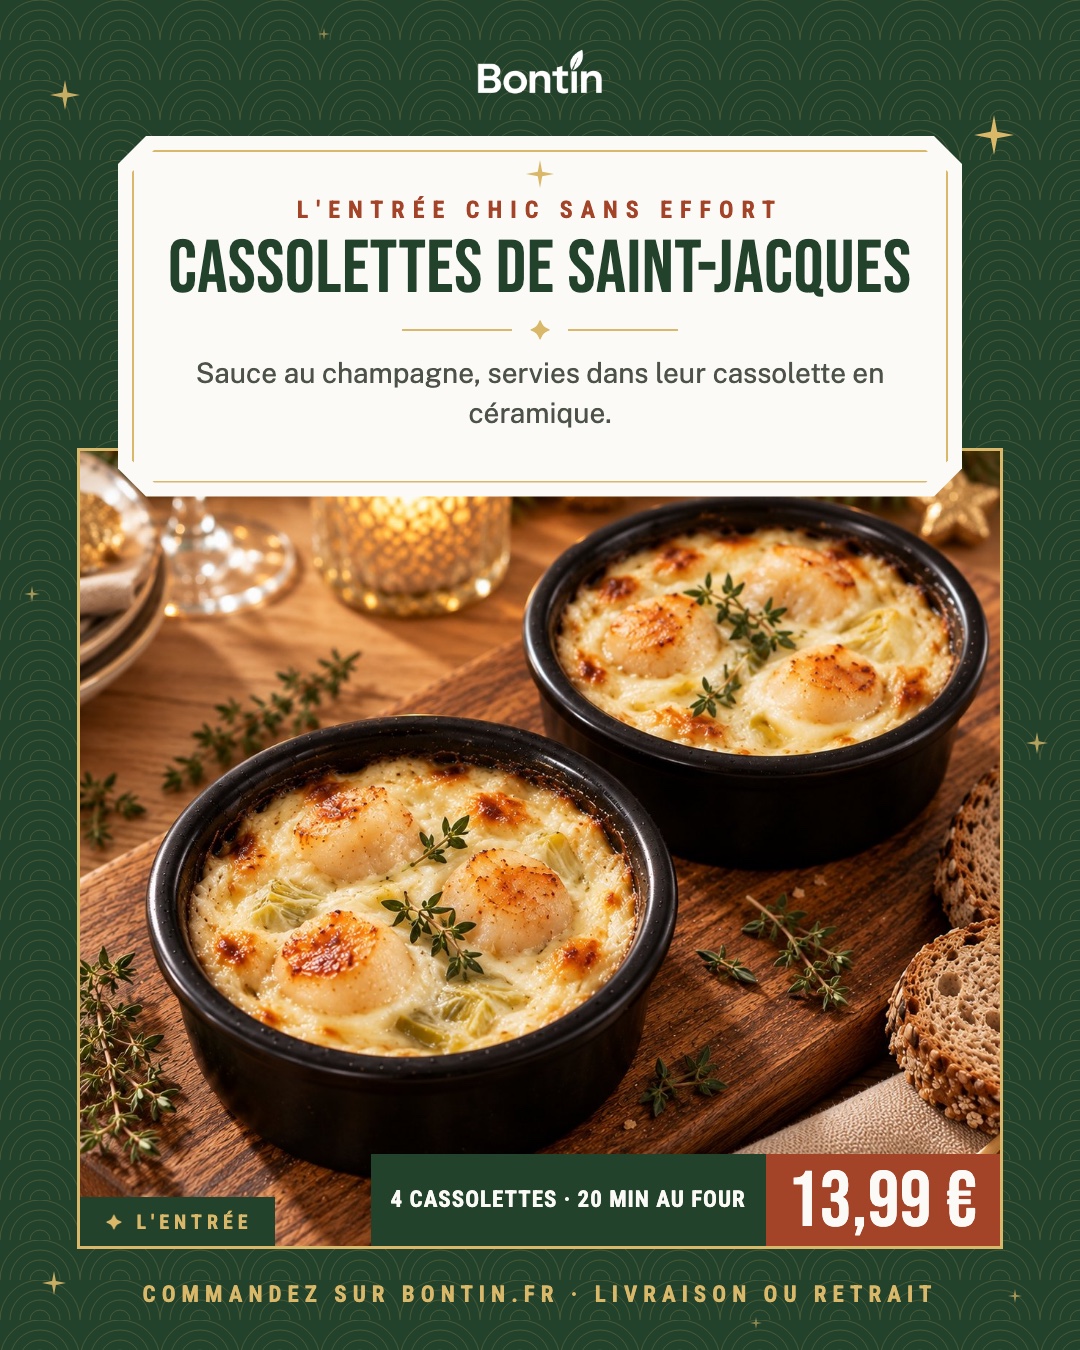 Bontin
L'ENTRÉE CHIC SANS EFFORT
CASSOLETTES DE SAINT-JACQUES
Sauce au champagne, servies dans leur cassolette en
céramique.
4 CASSOLETTES · 20 MIN AU FOUR
13,99 €
L'ENTRÉE
COMMANDEZ SUR BONTIN.FR · LIVRAISON OU RETRAIT